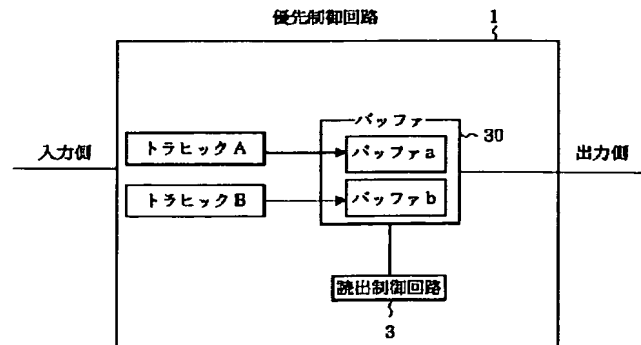 優先制御回路
1
バッファ
30
入力側
トラヒックA
バッファa
出力側
トラヒックB
バッファb
読出制御回路
3